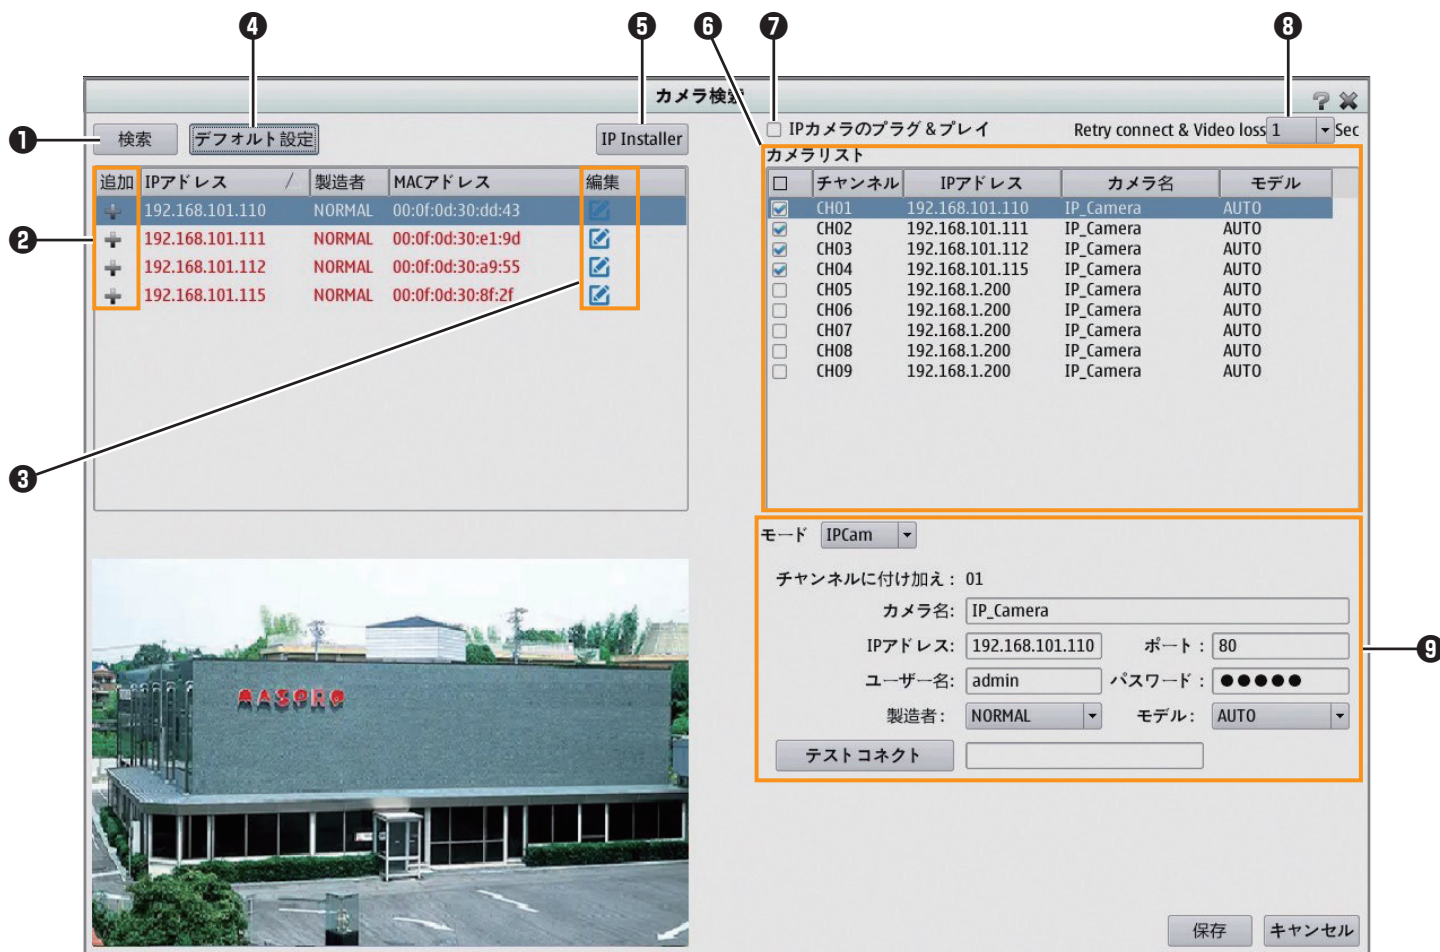 ❹ ❺ ❻ ❼ ❽
カメラ検索
❶ 検索 デフォルト設定 IP Installer
追加 IPアドレス 製造者 MACアドレス 編集
192.168.101.110 NORMAL 00:0f:0d:30:dd:43
❷ 192.168.101.111 NORMAL 00:0f:0d:30:e1:9d
192.168.101.112 NORMAL 00:0f:0d:30:a9:55
192.168.101.115 NORMAL 00:0f:0d:30:8f:2f
❸
MASPRO
IPカメラのプラグ&プレイ Retry connect & Video loss 1 Sec
カメラリスト
チャンネル IPアドレス カメラ名 モデル
CH01 192.168.101.110 IP_Camera AUTO
CH02 192.168.101.111 IP_Camera AUTO
CH03 192.168.101.112 IP_Camera AUTO
CH04 192.168.101.115 IP_Camera AUTO
CH05 192.168.1.200 IP_Camera AUTO
CH06 192.168.1.200 IP_Camera AUTO
CH07 192.168.1.200 IP_Camera AUTO
CH08 192.168.1.200 IP_Camera AUTO
CH09 192.168.1.200 IP_Camera AUTO
モード IPCam
チャンネルに付け加え: 01
カメラ名: IP_Camera
IPアドレス: 192.168.101.110 ポート: 80
❾
ユーザー名: admin パスワード: ●●●●●
製造者: NORMAL モデル: AUTO
テストコネクト
保存 キャンセル